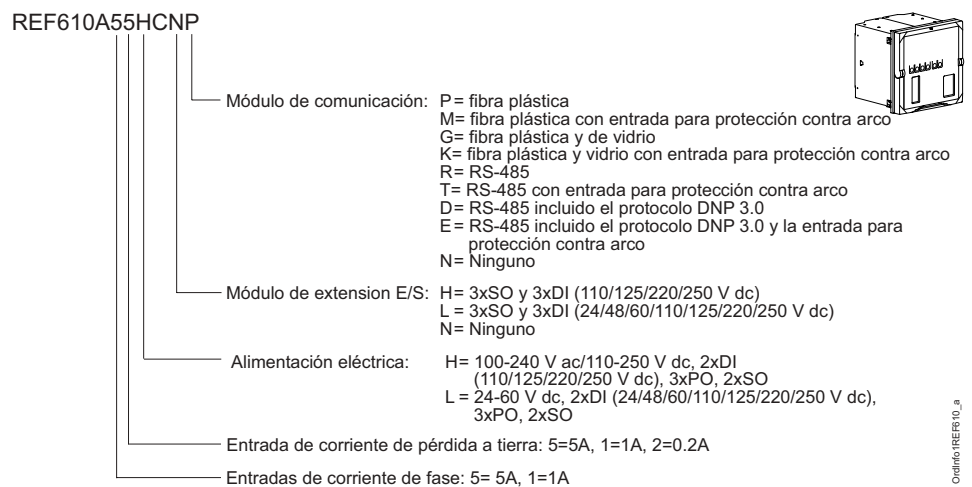 REF610A55HCNP
Módulo de comunicación: P= fibra plástica
M= fibra plástica con entrada para protección contra arco
G= fibra plástica y de vidrio
K= fibra plástica y vidrio con entrada para protección contra arco
R= RS-485
T= RS-485 con entrada para protección contra arco
D= RS-485 incluido el protocolo DNP 3.0
E= RS-485 incluido el protocolo DNP 3.0 y la entrada para
protección contra arco
N= Ninguno
Módulo de extension E/S: H= 3xSO y 3xDI (110/125/220/250 V dc)
L = 3xSO y 3xDI (24/48/60/110/125/220/250 V dc)
N= Ninguno
Alimentación eléctrica: H= 100-240 V ac/110-250 V dc, 2xDI
(110/125/220/250 V dc), 3xPO, 2xSO
L = 24-60 V dc, 2xDI (24/48/60/110/125/220/250 V dc),
3xPO, 2xSO
Entrada de corriente de pérdida a tierra: 5=5A, 1=1A, 2=0.2A
Entradas de corriente de fase: 5= 5A, 1=1A
OrdInfo1REF610_a